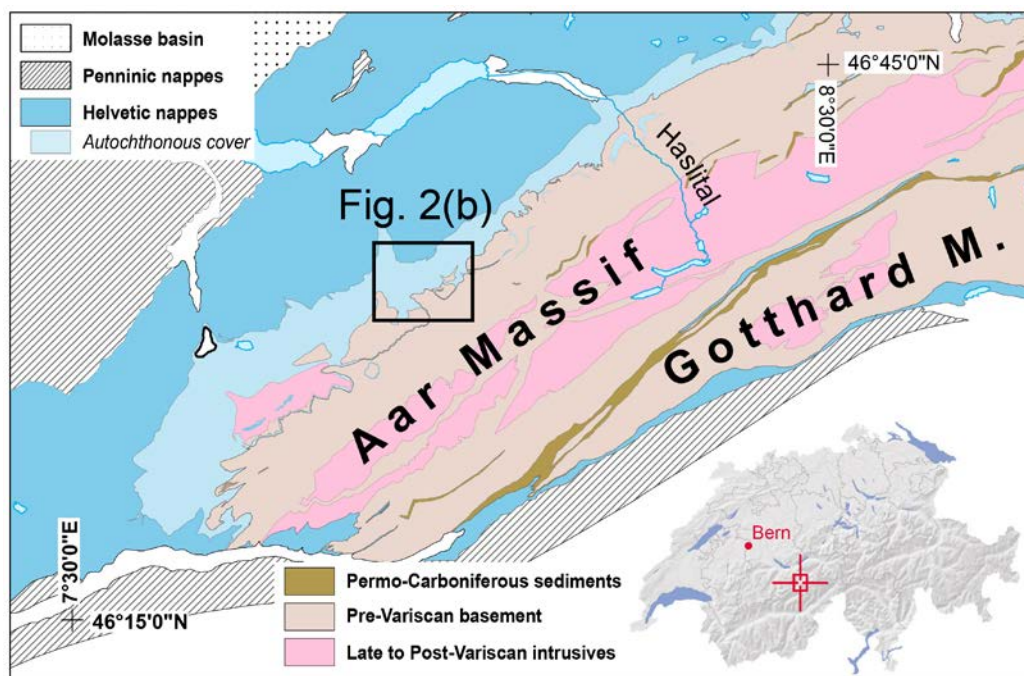 Molasse basin
Penninic nappes
Helvetic nappes
Autochthonous cover
46°45'0"N
8°30'0"E
Haslital
Fig. 2(b)
Aar Massif
Gotthard M.
7°30'0"E
46°15'0"N
Bern
Permo-Carboniferous sediments
Pre-Variscan basement
Late to Post-Variscan intrusives